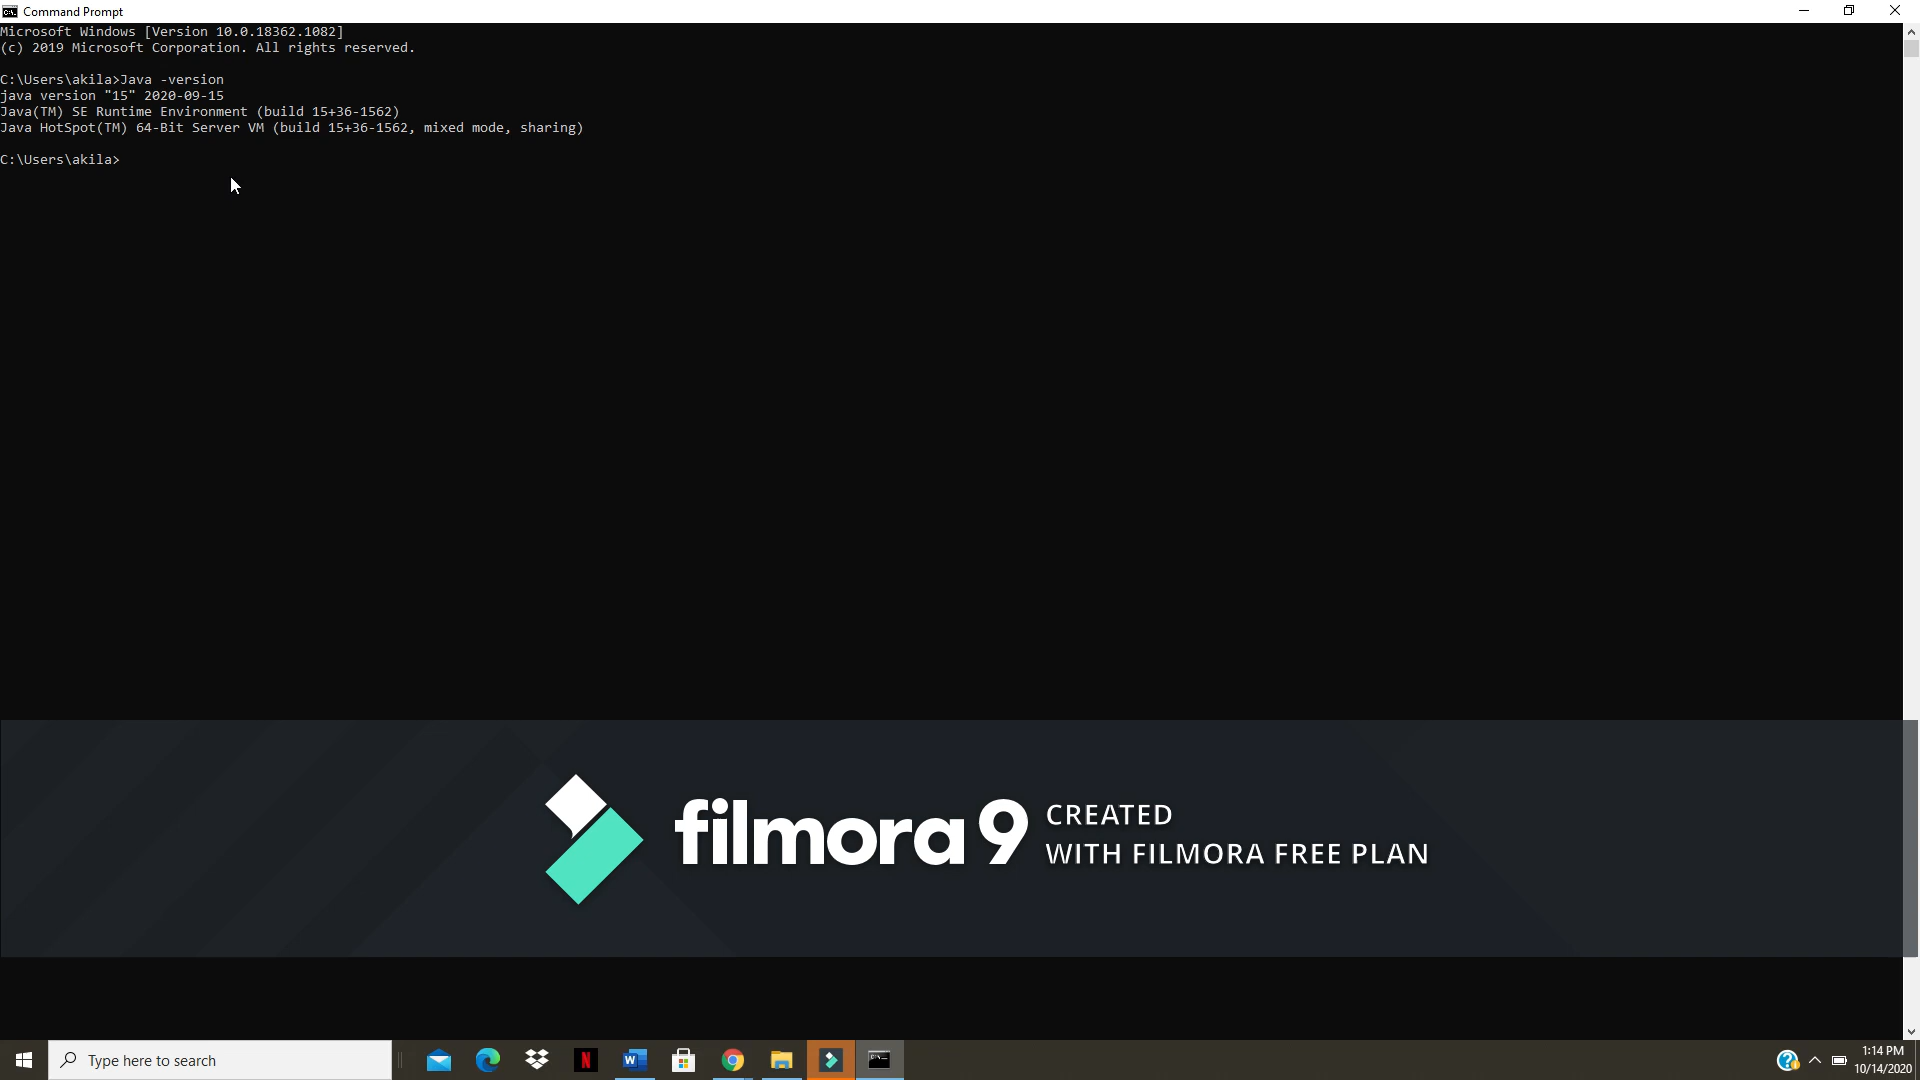 Command Prompt
Microsoft Windows [Version 10.0.18362.1082]
(c) 2019 Microsoft Corporation. All rights reserved.
C:\Users\akila>Java -version
java version "15" 2020-09-15
Java(TM) SE Runtime Environment (build 15+36-1562)
Java HotSpot(TM) 64-Bit Server VM (build 15+36-1562, mixed mode, sharing)
C:\Users\akila>
filmora9
CREATED
WITH FILMORA FREE PLAN
Type here to search
1:14 PM
10/14/2020